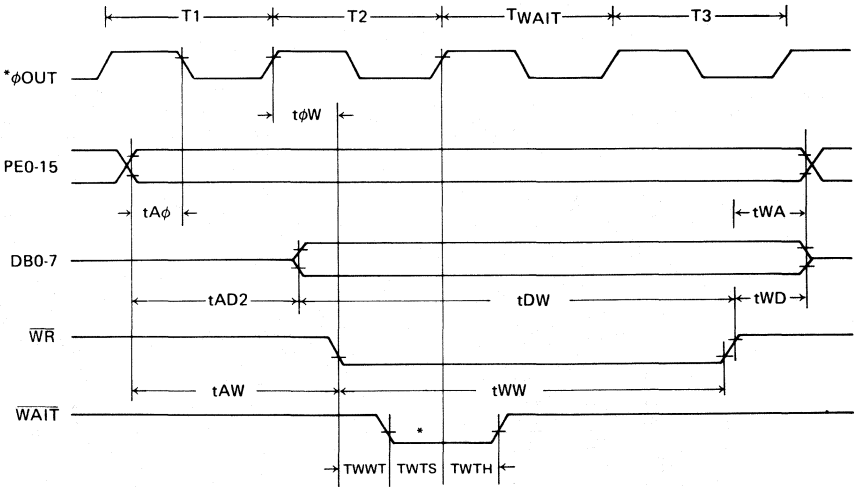 T1 T2 TWAIT T3
*φOUT
tφW
PE0-15
tAφ tWA
DB0-7
tAD2 tDW tWD
WR
tAW tWW
WAIT
*
TWWT TWTS TWTH